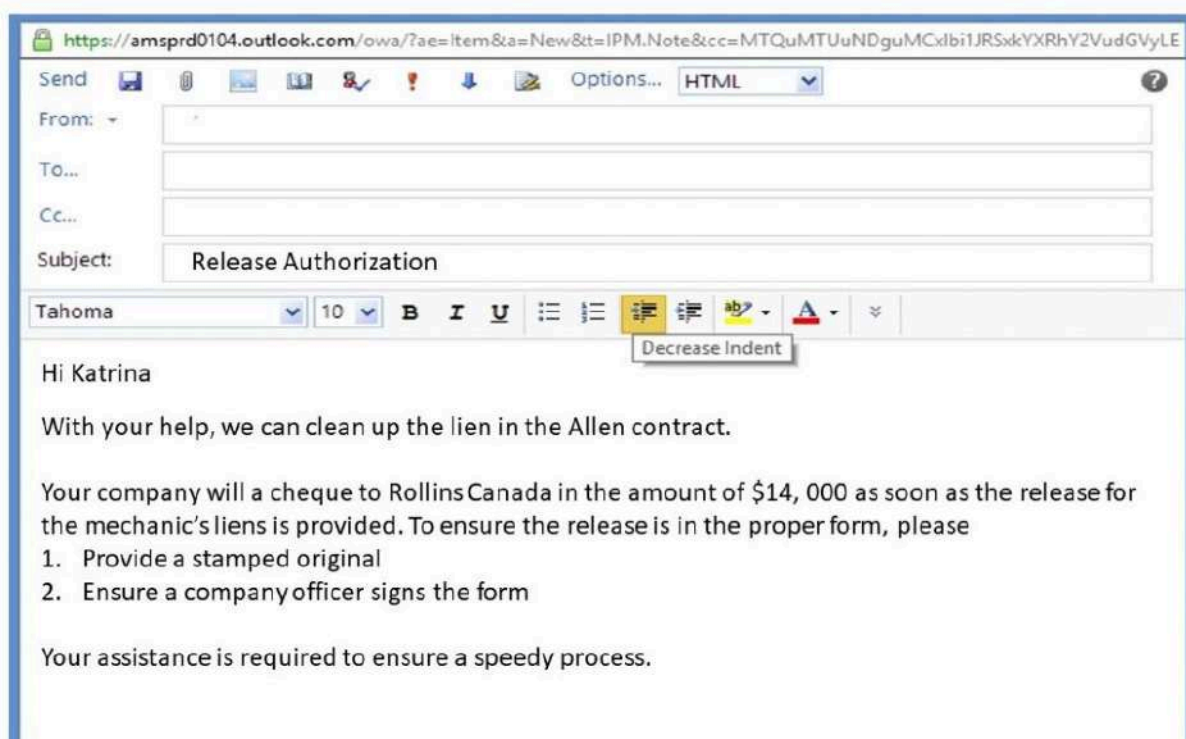 https://amsprd0104.outlook.com/owa/?ae=Item&a=New&t=IPM.Note&cc=MTQuMTUuNDguMCxlbi1JRSxkYXRhY2VudGVyLE
Send Options... HTML
From:
To...
Cc...
Subject: Release Authorization
Tahoma 10 B I U ab A
Decrease Indent
Hi Katrina
With your help, we can clean up the lien in the Allen contract.
Your company will a cheque to Rollins Canada in the amount of $14, 000 as soon as the release for
the mechanic's liens is provided. To ensure the release is in the proper form, please
1. Provide a stamped original
2. Ensure a company officer signs the form
Your assistance is required to ensure a speedy process.